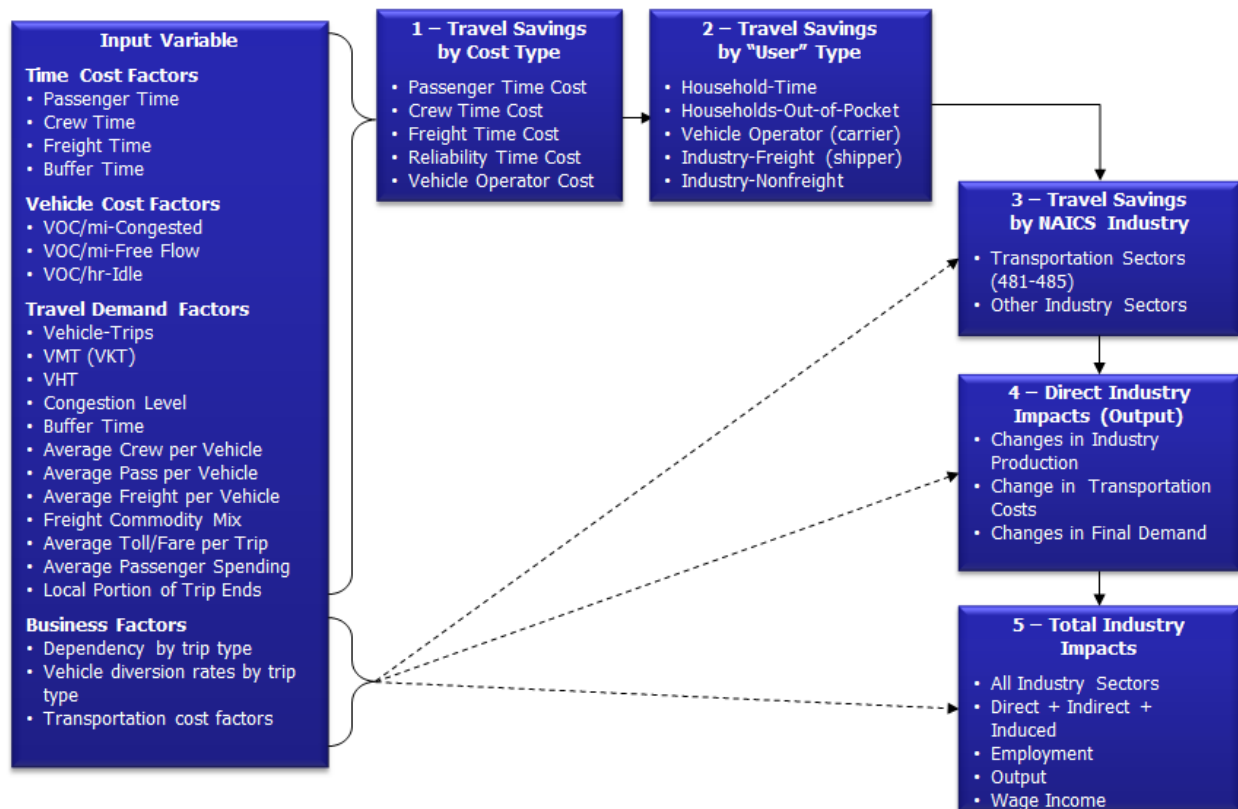 Input Variable
Time Cost Factors
• Passenger Time
• Crew Time
• Freight Time
• Buffer Time
Vehicle Cost Factors
• VOC/mi-Congested
• VOC/mi-Free Flow
• VOC/hr-Idle
Travel Demand Factors
• Vehicle-Trips
• VMT (VKT)
• VHT
• Congestion Level
• Buffer Time
• Average Crew per Vehicle
• Average Pass per Vehicle
• Average Freight per Vehicle
• Freight Commodity Mix
• Average Toll/Fare per Trip
• Average Passenger Spending
• Local Portion of Trip Ends
Business Factors
• Dependency by trip type
• Vehicle diversion rates by trip
type
• Transportation cost factors
1 – Travel Savings
by Cost Type
• Passenger Time Cost
• Crew Time Cost
• Freight Time Cost
• Reliability Time Cost
• Vehicle Operator Cost
2 – Travel Savings
by “User” Type
• Household-Time
• Households-Out-of-Pocket
• Vehicle Operator (carrier)
• Industry-Freight (shipper)
• Industry-Nonfreight
3 – Travel Savings
by NAICS Industry
• Transportation Sectors
(481-485)
• Other Industry Sectors
4 – Direct Industry
Impacts (Output)
• Changes in Industry
Production
• Change in Transportation
Costs
• Changes in Final Demand
5 – Total Industry
Impacts
• All Industry Sectors
• Direct + Indirect +
Induced
• Employment
• Output
• Wage Income